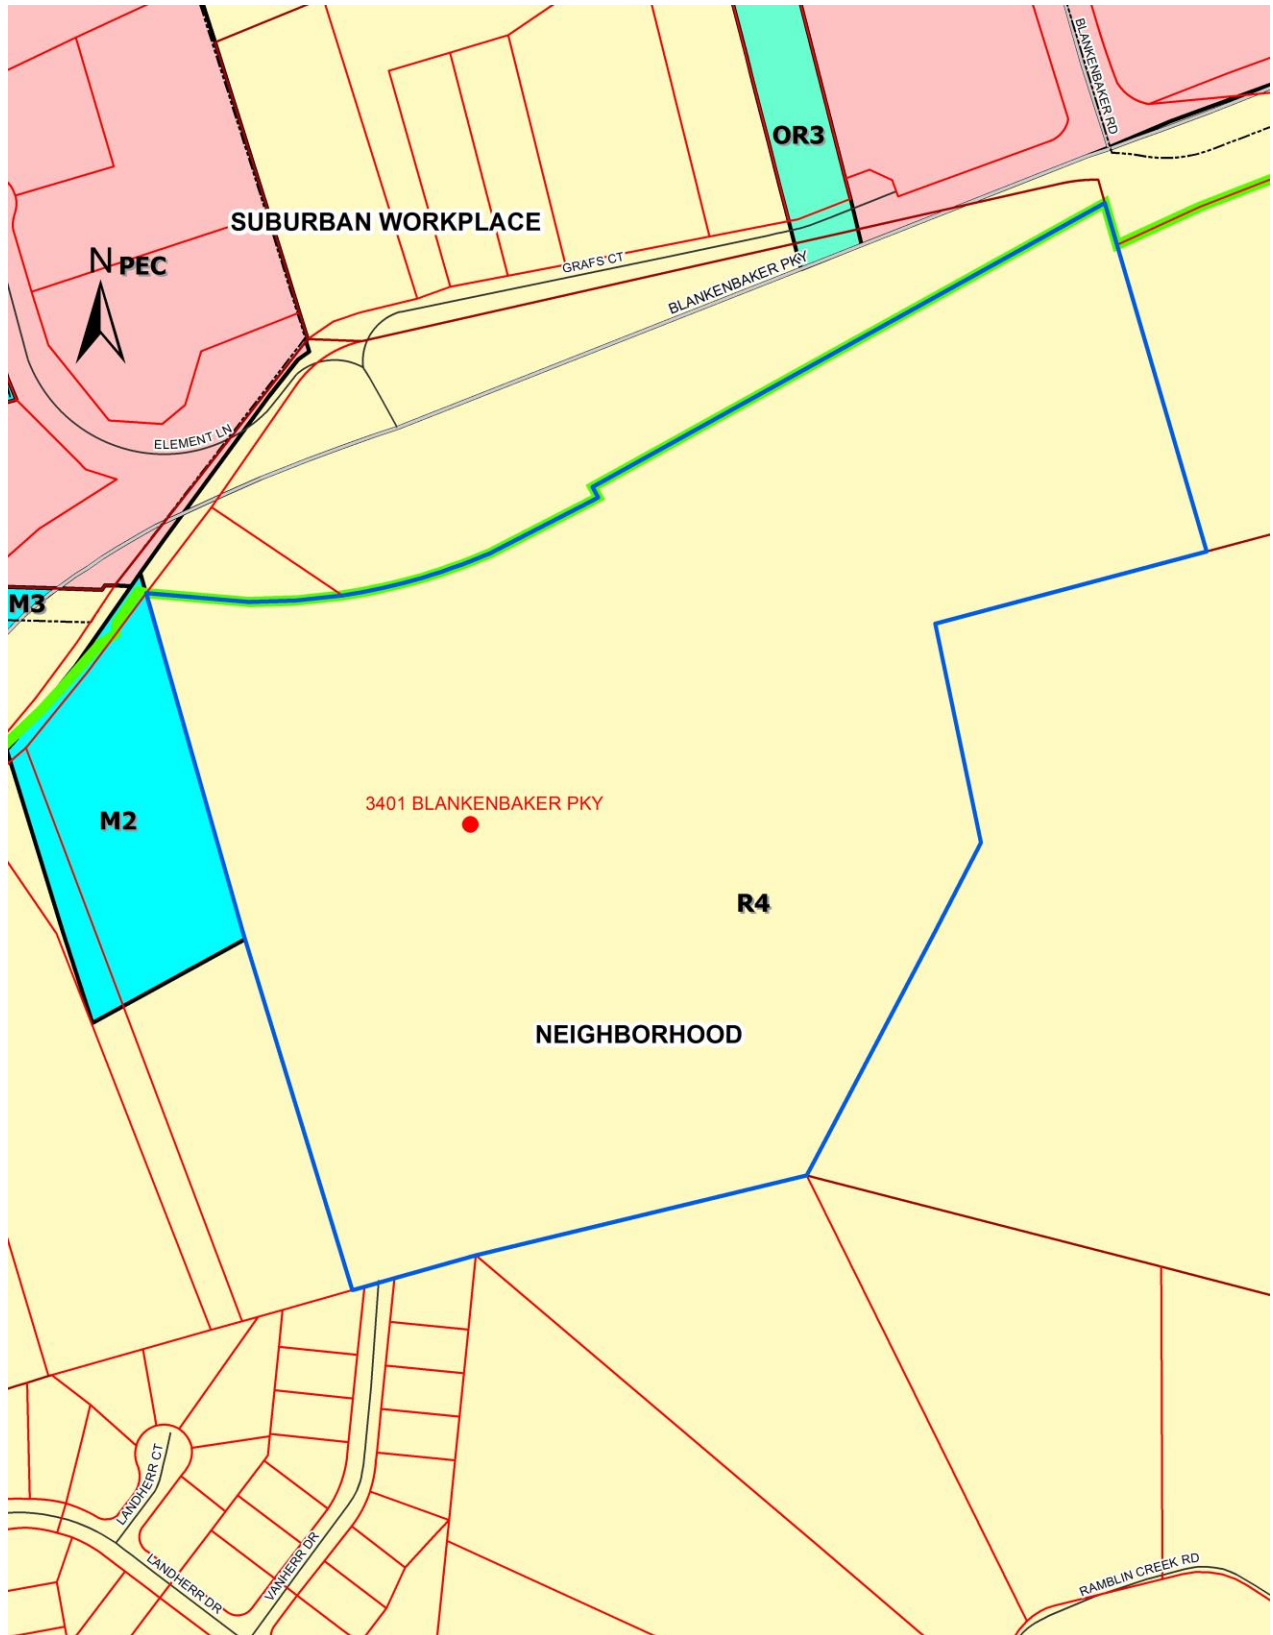 BLANKENBAKER RD
OR3
SUBURBAN WORKPLACE
N
PEC
GRAFS CT
BLANKENBAKER PKY
ELEMENT LN
M3
3401 BLANKENBAKER PKY
M2
R4
NEIGHBORHOOD
LANDHERR CT
LANDHERR DR
VANHERR DR
RAMBLIN CREEK RD